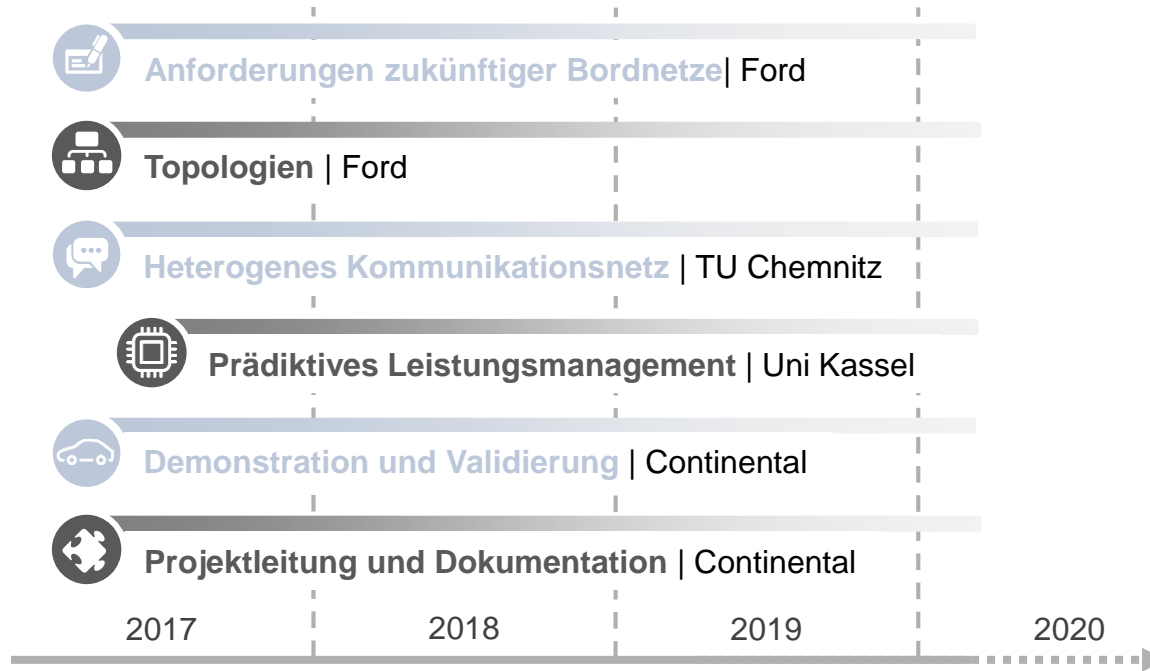 Anforderungen zukünftiger Bordnetze| Ford
Topologien | Ford
Heterogenes Kommunikationsnetz | TU Chemnitz
Prädiktives Leistungsmanagement | Uni Kassel
Demonstration und Validierung | Continental
Projektleitung und Dokumentation | Continental
2017 2018 2019 2020